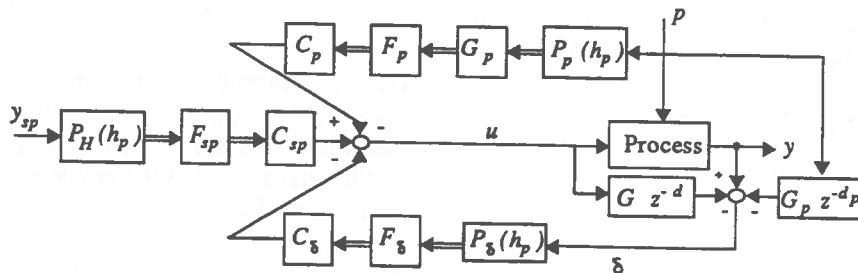 p
C_p F_p G_p P_p(h_p)
y_sp P_H(h_p) F_sp C_sp + - - u Process y
G z^-d + - - G_p z^-d_p
C_δ F_δ P_δ(h_p) δ